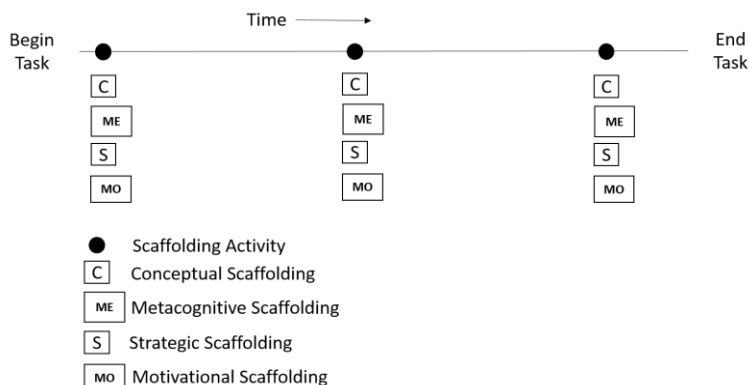 Time
Begin
Task
End
Task
C C C
ME ME ME
S S S
MO MO MO
Scaffolding Activity
C Conceptual Scaffolding
ME Metacognitive Scaffolding
S Strategic Scaffolding
MO Motivational Scaffolding